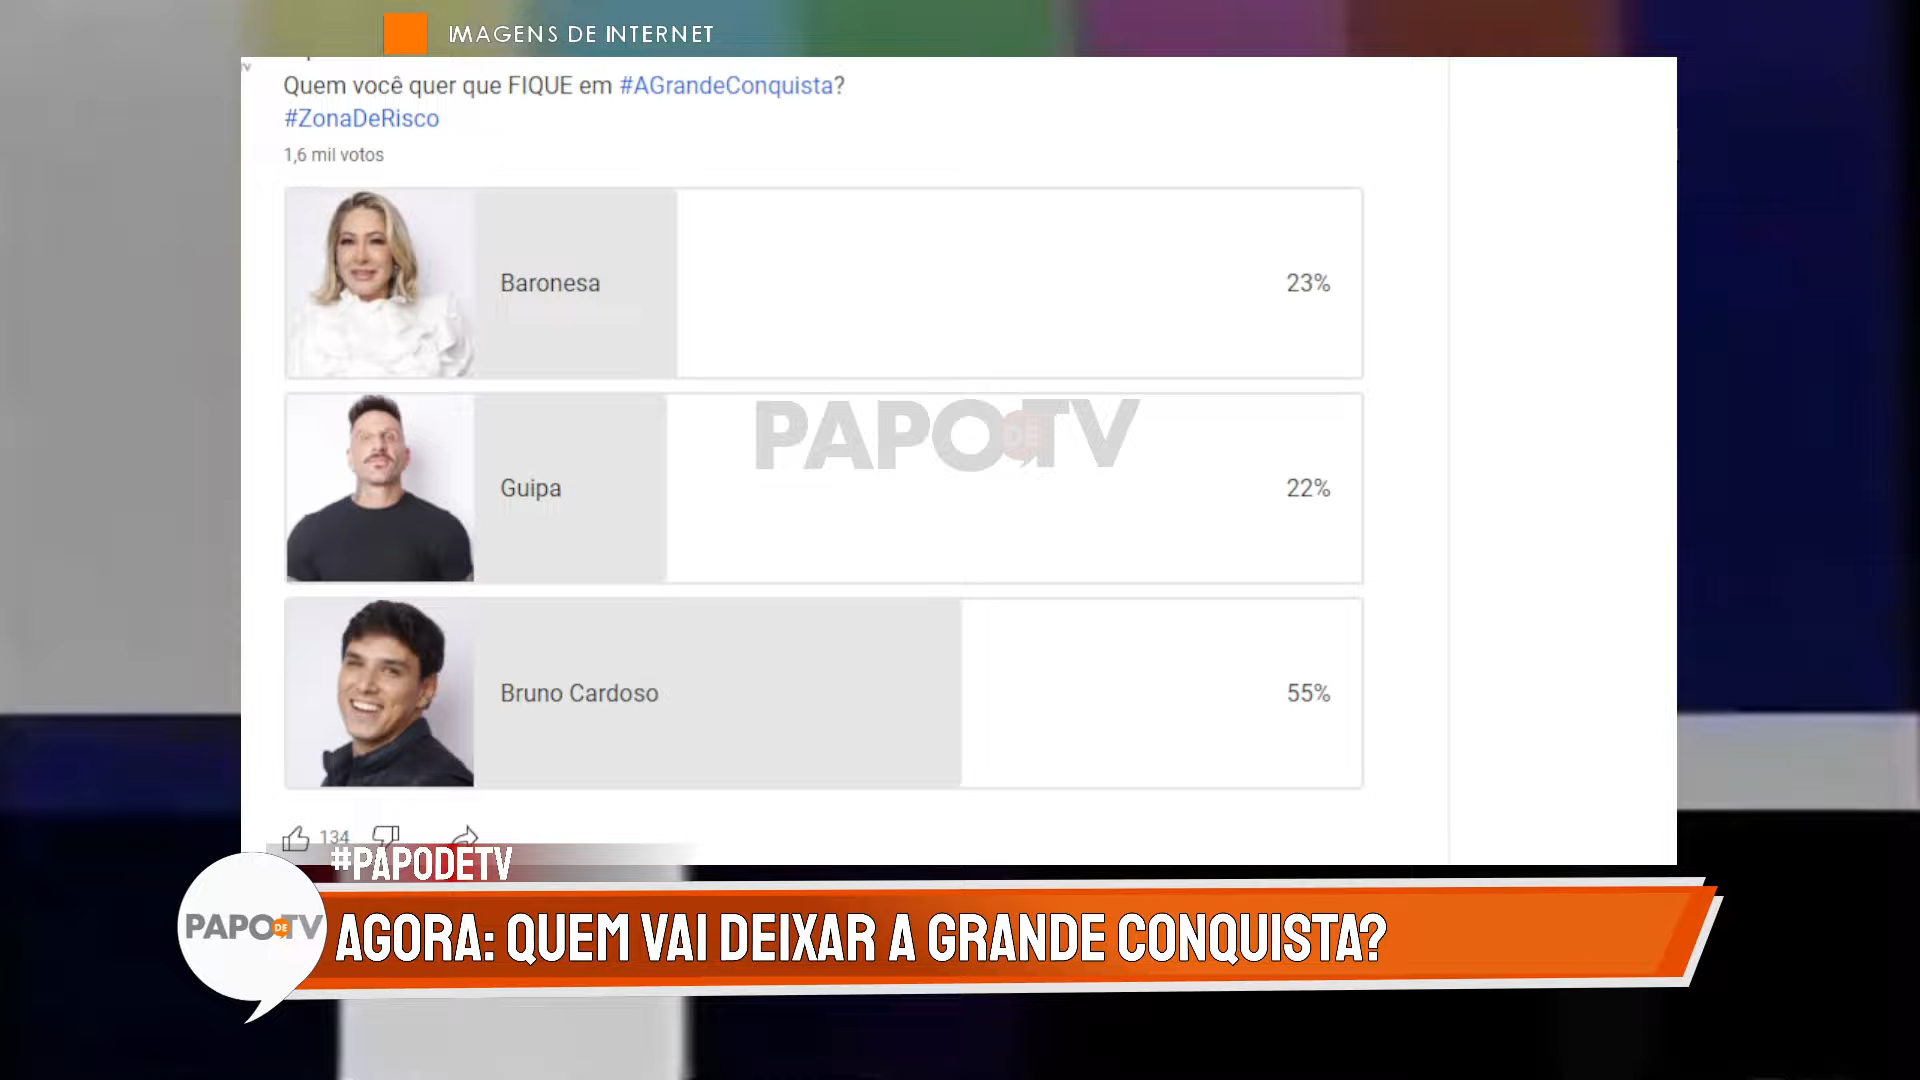 IMAGENS DE INTERNET
Quem você quer que FIQUE em #AGrandeConquista?
#ZonaDeRisco
1,6 mil votos
Baronesa
23%
PAPO DE TV
Guipa
22%
Bruno Cardoso
55%
134
#PAPODETV
PAPO DE TV
AGORA: QUEM VAI DEIXAR A GRANDE CONQUISTA?